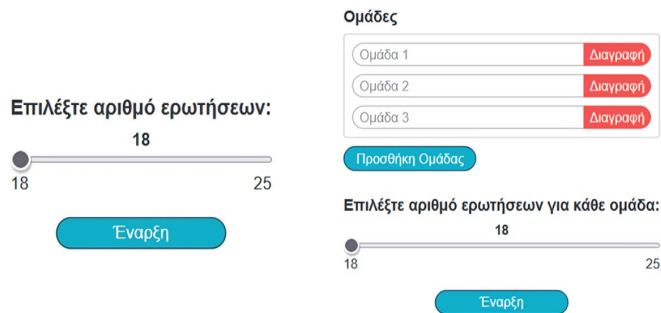 Επιλέξτε αριθμό ερωτήσεων:
18
18 25
Έναρξη
Ομάδες
Ομάδα 1 Διαγραφή
Ομάδα 2 Διαγραφή
Ομάδα 3 Διαγραφή
Προσθήκη Ομάδας
Επιλέξτε αριθμό ερωτήσεων για κάθε ομάδα:
18
18 25
Έναρξη